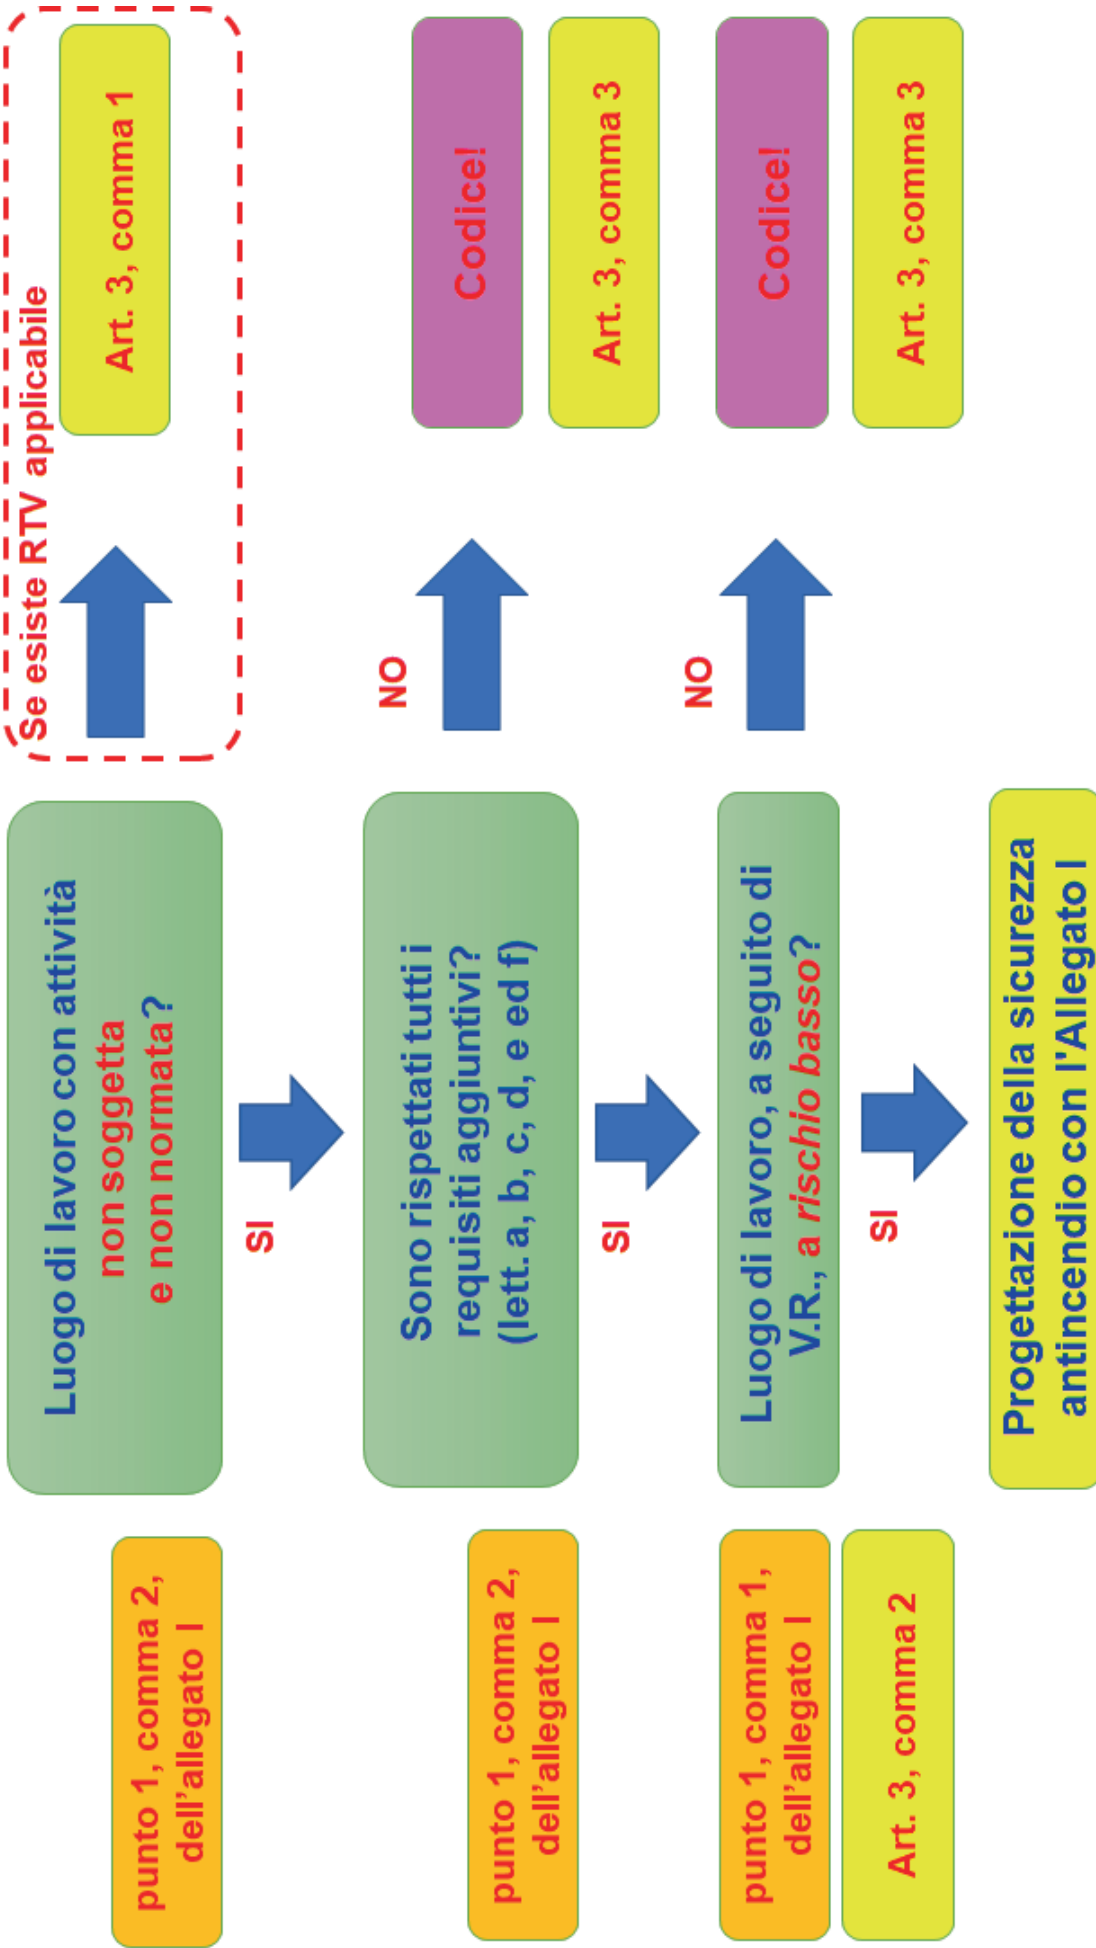 punto 1, comma 2,
dell’allegato I
Luogo di lavoro con attività
non soggetta
e non normata?
Se esiste RTV applicabile
Art. 3, comma 1
SI
punto 1, comma 2,
dell’allegato I
Sono rispettati tutti i
requisiti aggiuntivi?
(lett. a, b, c, d, e ed f)
NO
Codice!
Art. 3, comma 3
SI
punto 1, comma 1,
dell’allegato I
Art. 3, comma 2
Luogo di lavoro, a seguito di
V.R., a rischio basso?
NO
Codice!
Art. 3, comma 3
SI
Progettazione della sicurezza
antincendio con l'Allegato I